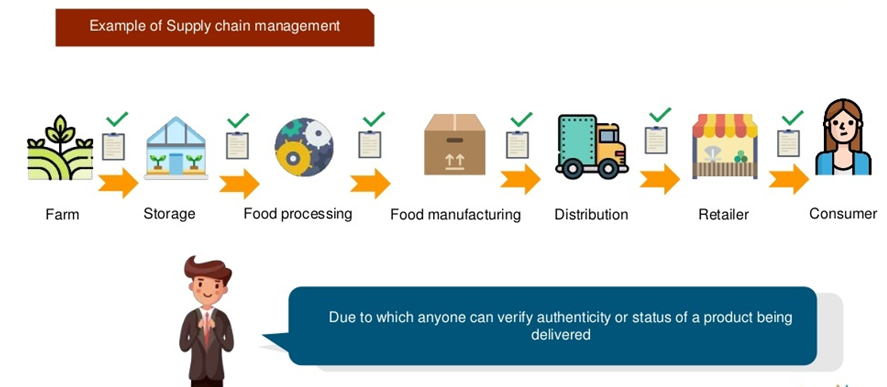 Example of Supply chain management
Farm
Storage
Food processing
Food manufacturing
Distribution
Retailer
Consumer
Due to which anyone can verify authenticity or status of a product being
delivered